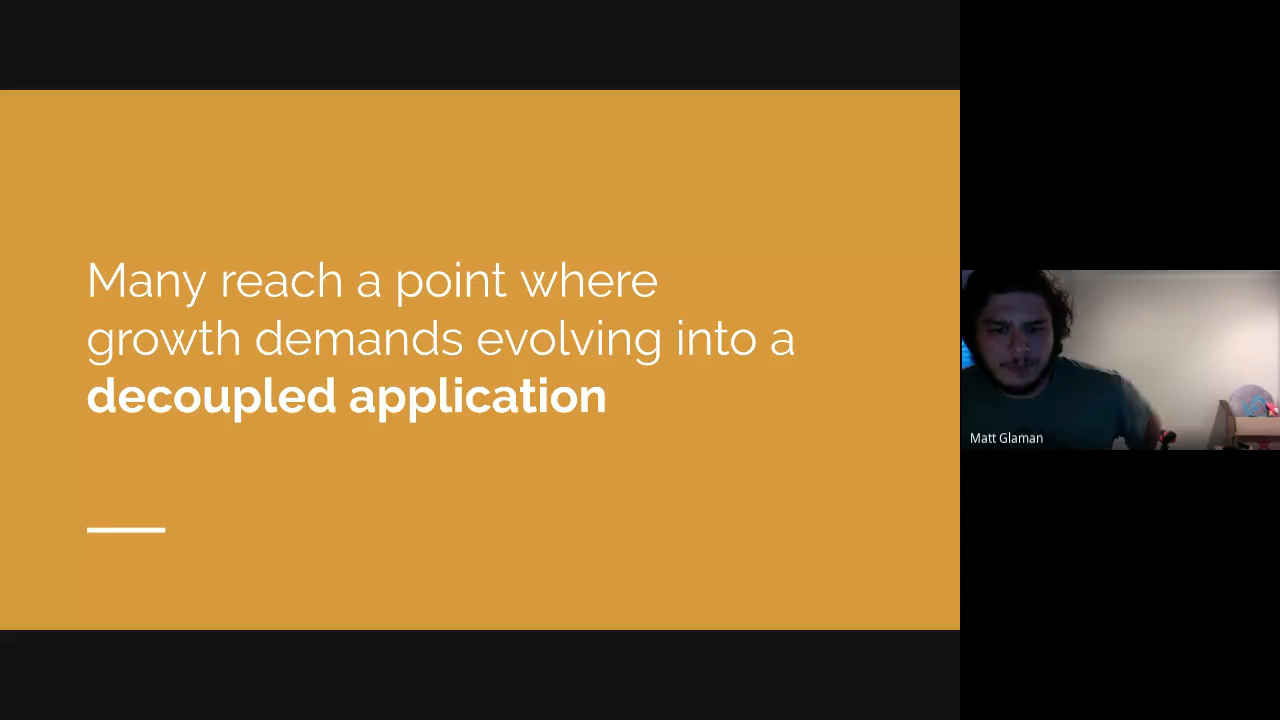 Many reach a point where
growth demands evolving into a
decoupled application
Matt Glaman